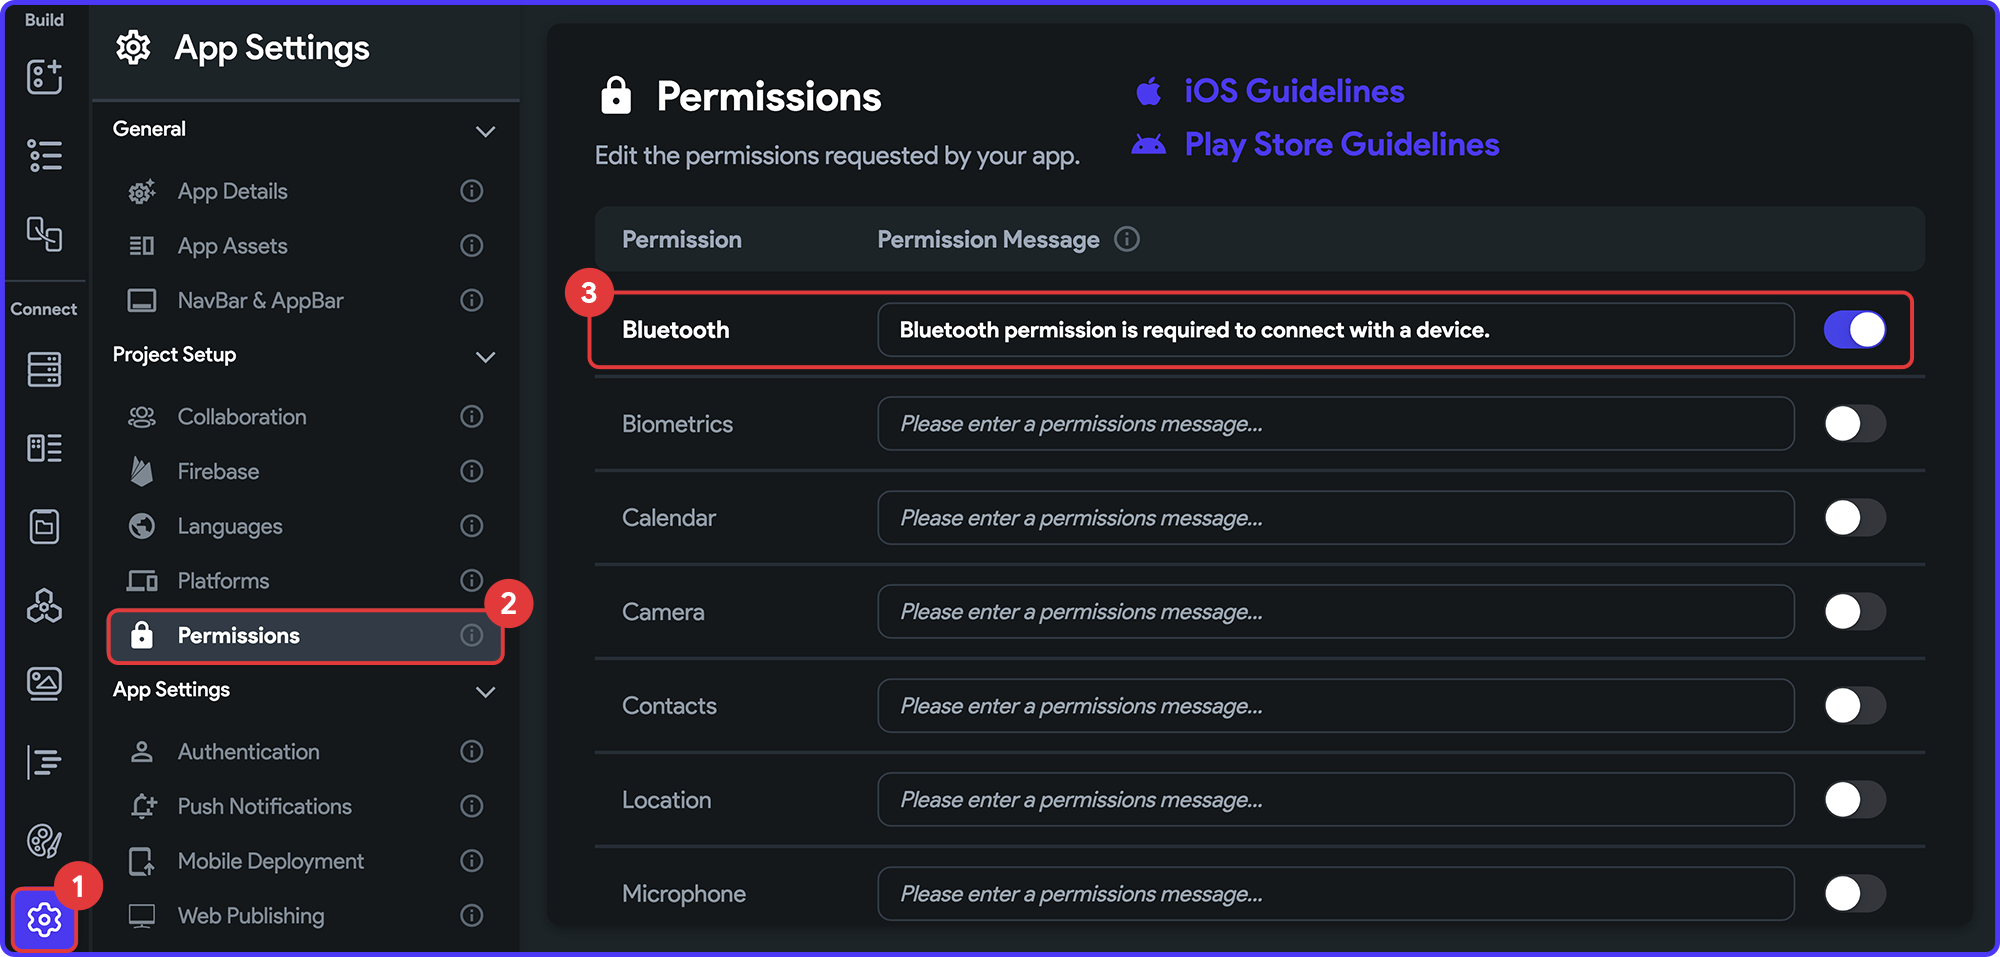 Build
Connect
1
App Settings
General
App Details
App Assets
NavBar & AppBar
Project Setup
Collaboration
Firebase
Languages
Platforms
2
Permissions
App Settings
Authentication
Push Notifications
Mobile Deployment
Web Publishing
Permissions
Edit the permissions requested by your app.
iOS Guidelines
Play Store Guidelines
Permission Permission Message
3
Bluetooth Bluetooth permission is required to connect with a device.
Biometrics Please enter a permissions message...
Calendar Please enter a permissions message...
Camera Please enter a permissions message...
Contacts Please enter a permissions message...
Location Please enter a permissions message...
Microphone Please enter a permissions message...